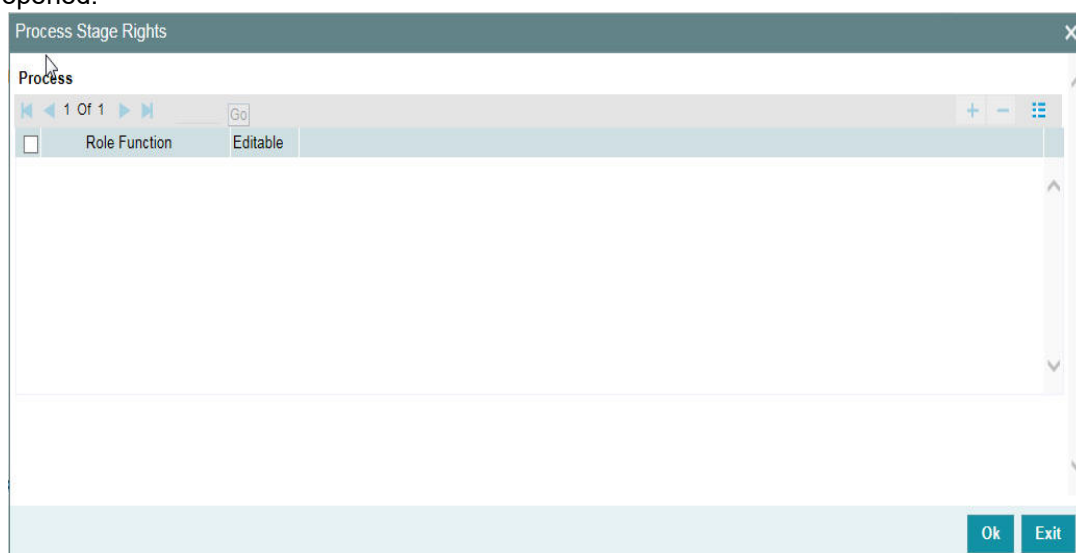 opened.
Process Stage Rights
Process
1 Of 1 Go
Role Function Editable
Ok Exit